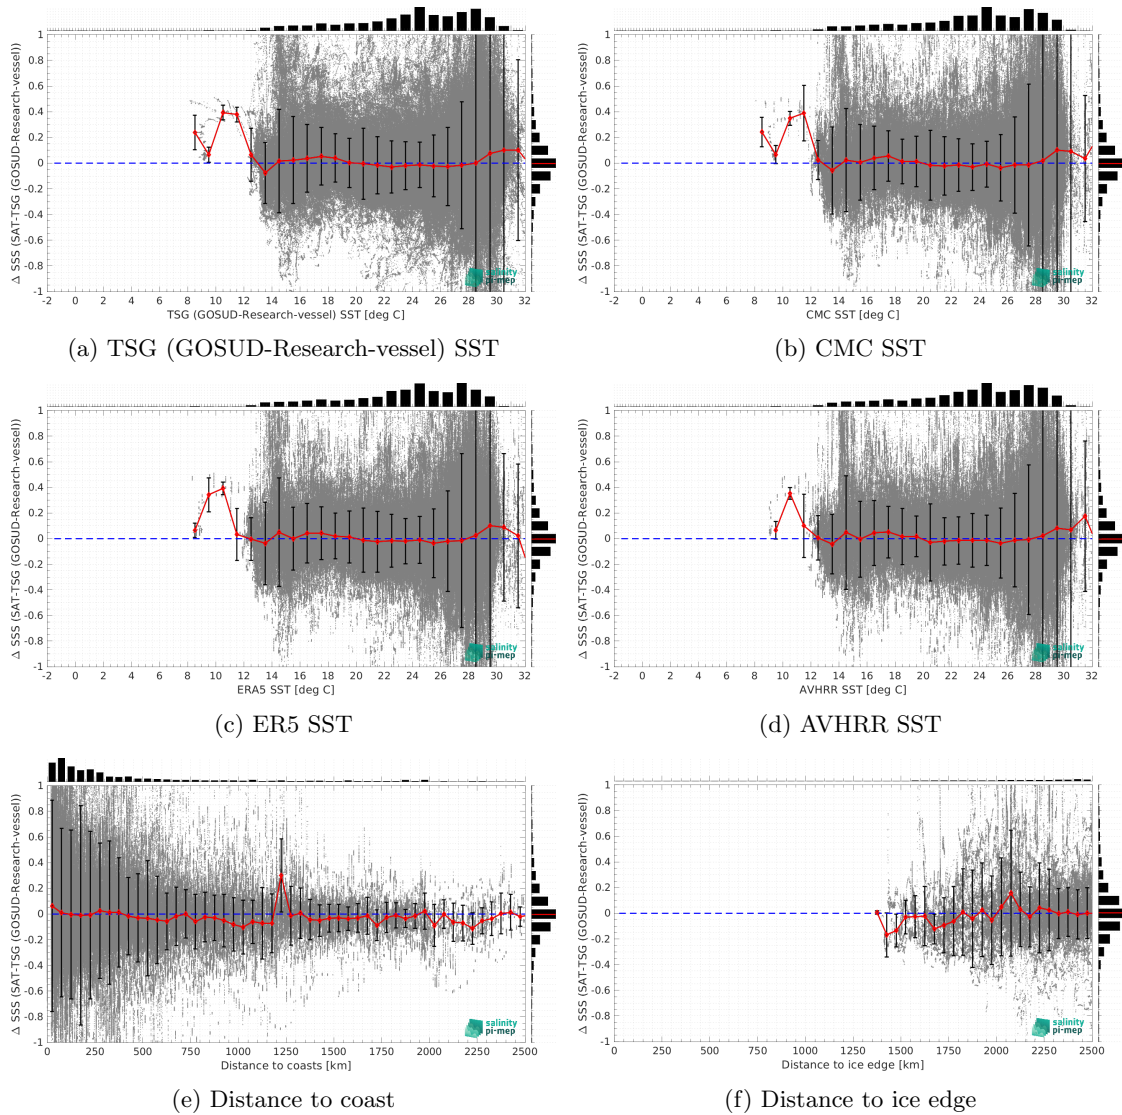 Δ SSS (SAT-TSG (GOSUD-Research-vessel))
1
0.8
0.6
0.4
0.2
0
-0.2
-0.4
-0.6
-0.8
-1
salinity
pi-mep
-2 0 2 4 6 8 10 12 14 16 18 20 22 24 26 28 30 32
TSG (GOSUD-Research-vessel) SST [deg C]
(a) TSG (GOSUD-Research-vessel) SST
Δ SSS (SAT-TSG (GOSUD-Research-vessel))
1
0.8
0.6
0.4
0.2
0
-0.2
-0.4
-0.6
-0.8
-1
salinity
pi-mep
-2 0 2 4 6 8 10 12 14 16 18 20 22 24 26 28 30 32
CMC SST [deg C]
(b) CMC SST
Δ SSS (SAT-TSG (GOSUD-Research-vessel))
1
0.8
0.6
0.4
0.2
0
-0.2
-0.4
-0.6
-0.8
-1
salinity
pi-mep
-2 0 2 4 6 8 10 12 14 16 18 20 22 24 26 28 30 32
ERA5 SST [deg C]
(c) ER5 SST
Δ SSS (SAT-TSG (GOSUD-Research-vessel))
1
0.8
0.6
0.4
0.2
0
-0.2
-0.4
-0.6
-0.8
-1
salinity
pi-mep
-2 0 2 4 6 8 10 12 14 16 18 20 22 24 26 28 30 32
AVHRR SST [deg C]
(d) AVHRR SST
Δ SSS (SAT-TSG (GOSUD-Research-vessel))
1
0.8
0.6
0.4
0.2
0
-0.2
-0.4
-0.6
-0.8
-1
salinity
pi-mep
0 250 500 750 1000 1250 1500 1750 2000 2250 2500
Distance to coasts [km]
(e) Distance to coast
Δ SSS (SAT-TSG (GOSUD-Research-vessel))
1
0.8
0.6
0.4
0.2
0
-0.2
-0.4
-0.6
-0.8
-1
salinity
pi-mep
0 250 500 750 1000 1250 1500 1750 2000 2250 2500
Distance to ice edge [km]
(f) Distance to ice edge